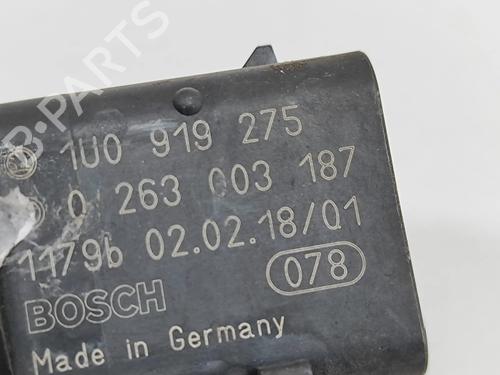 B-PARTS
1U0 919 275
0 263 003 187
1179b 02.02.18/01
078
BOSCH
Made in Germany